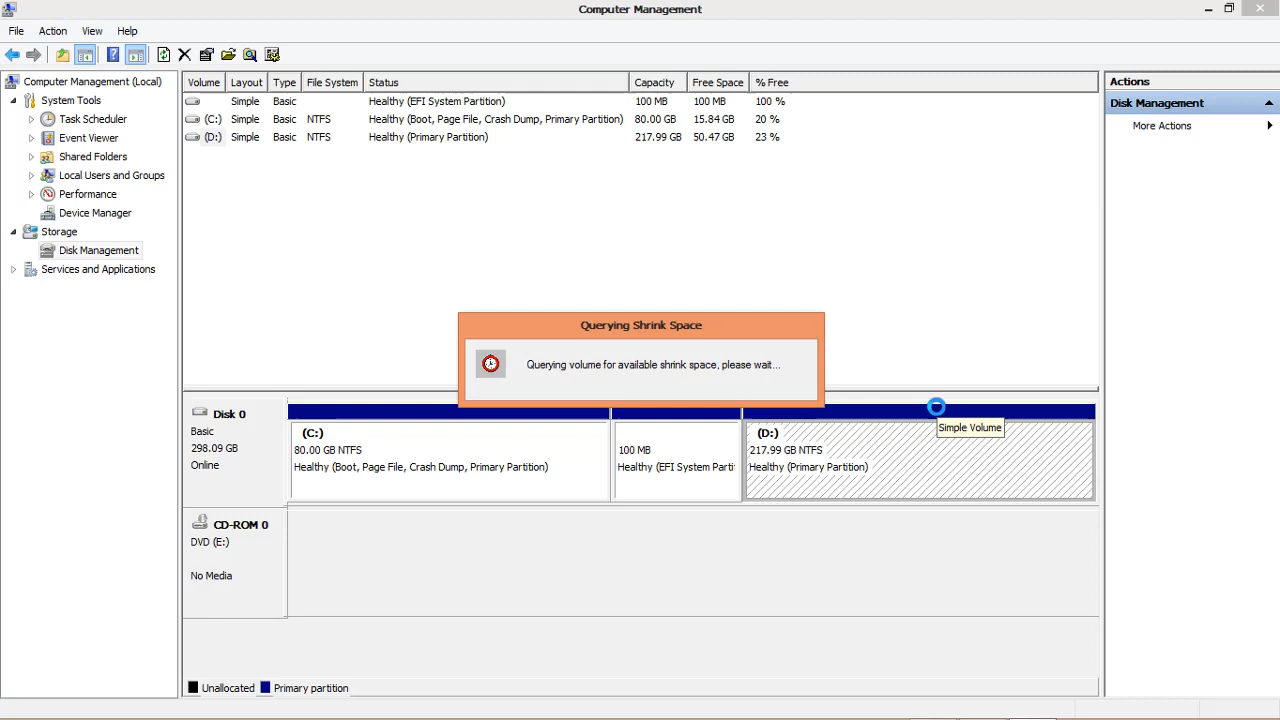 Computer Management
File Action View Help
Computer Management (Local)
System Tools
Task Scheduler
Event Viewer
Shared Folders
Local Users and Groups
Performance
Device Manager
Storage
Disk Management
Services and Applications
Volume Layout Type File System Status Capacity Free Space % Free
Simple Basic Healthy (EFI System Partition) 100 MB 100 MB 100 %
(C:) Simple Basic NTFS Healthy (Boot, Page File, Crash Dump, Primary Partition) 80.00 GB 15.84 GB 20 %
(D:) Simple Basic NTFS Healthy (Primary Partition) 217.99 GB 50.47 GB 23 %
Actions
Disk Management
More Actions
Querying Shrink Space
Querying volume for available shrink space, please wait...
Simple Volume
Disk 0
Basic
298.09 GB
Online
(C:)
80.00 GB NTFS
Healthy (Boot, Page File, Crash Dump, Primary Partition)
100 MB
Healthy (EFI System Parti
(D:)
217.99 GB NTFS
Healthy (Primary Partition)
CD-ROM 0
DVD (E:)
No Media
Unallocated Primary partition